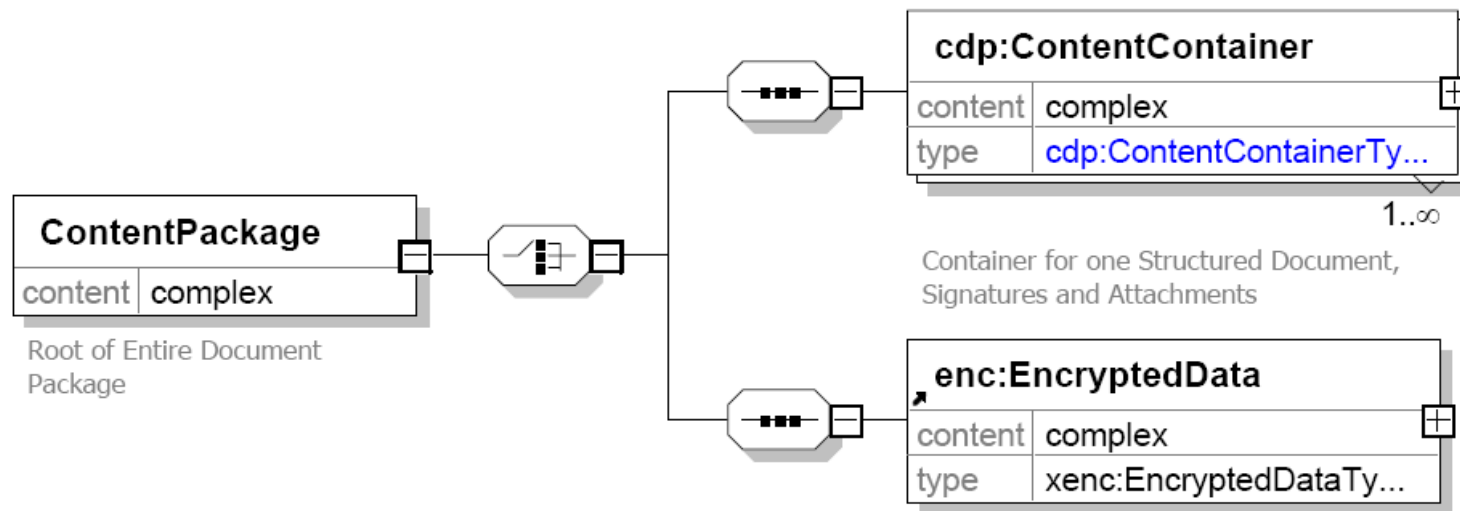 cdp:ContentContainer
content complex
type cdp:ContentContainerTy...
1..∞
Container for one Structured Document,
Signatures and Attachments
ContentPackage
content complex
Root of Entire Document
Package
enc:EncryptedData
content complex
type xenc:EncryptedDataTy...